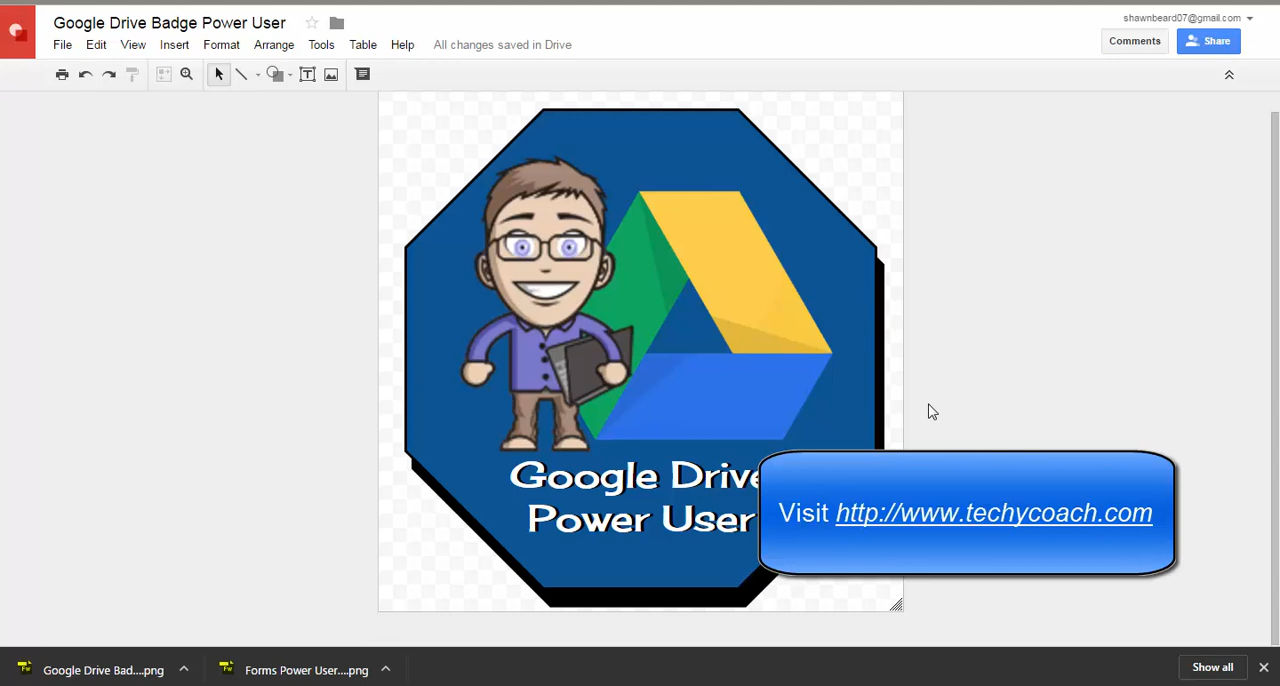 Google Drive Badge Power User
shawnbeard07@gmail.com
File Edit View Insert Format Arrange Tools Table Help All changes saved in Drive
Comments Share
Google Drive
Power User
Visit http://www.techycoach.com
Google Drive Bad....png
Forms Power User....png
Show all